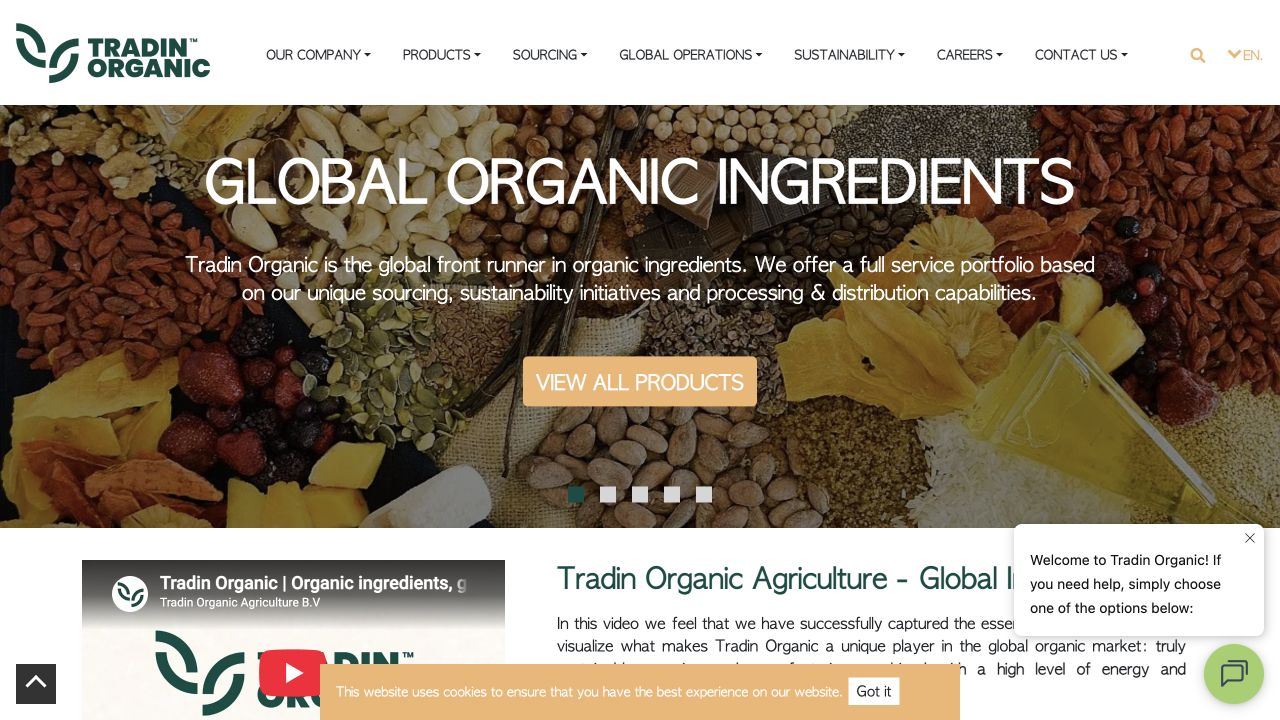 TRADIN™
ORGANIC
OUR COMPANY
PRODUCTS
SOURCING
GLOBAL OPERATIONS
SUSTAINABILITY
CAREERS
CONTACT US
EN.
GLOBAL ORGANIC INGREDIENTS
Tradin Organic is the global front runner in organic ingredients. We offer a full service portfolio based
on our unique sourcing, sustainability initiatives and processing & distribution capabilities.
VIEW ALL PRODUCTS
Tradin Organic | Organic ingredients, g
Tradin Organic Agriculture B.V
Tradin Organic Agriculture - Global
In this video we feel that we have successfully captured the
visualize what makes Tradin Organic a unique player in the global organic market: truly
a high level of energy and
Welcome to Tradin Organic! If
you need help, simply choose
one of the options below:
This website uses cookies to ensure that you have the best experience on our website.
Got it